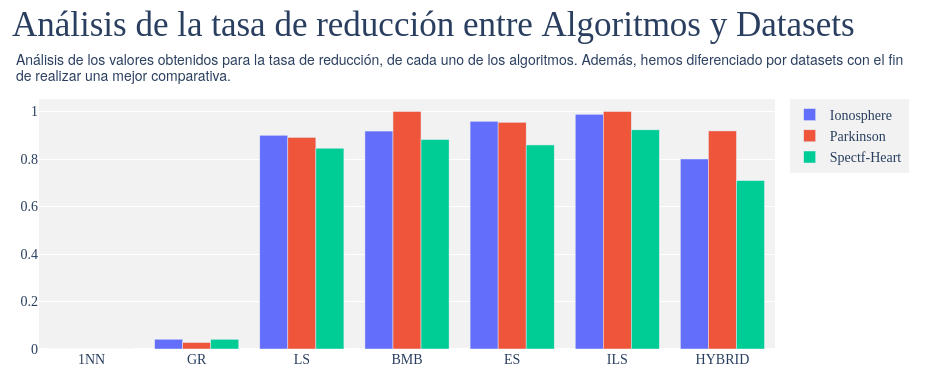 Análisis de la tasa de reducción entre Algoritmos y Datasets
Análisis de los valores obtenidos para la tasa de reducción, de cada uno de los algoritmos. Además, hemos diferenciado por datasets con el fin
de realizar una mejor comparativa.
1
0.8
0.6
0.4
0.2
0
1NN
GR
LS
BMB
ES
ILS
HYBRID
Ionosphere
Parkinson
Spectf-Heart